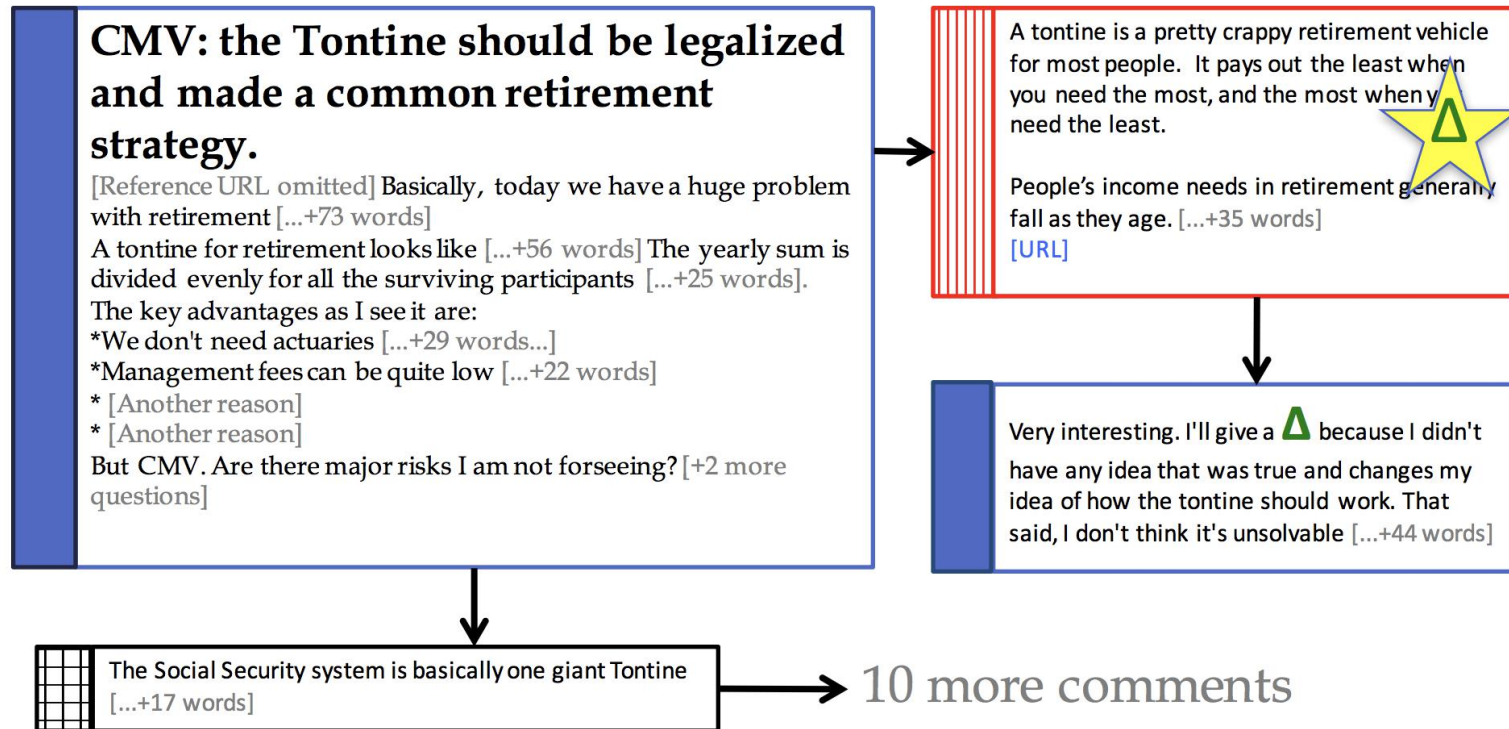 CMV: the Tontine should be legalized
and made a common retirement
strategy.
[Reference URL omitted] Basically, today we have a huge problem
with retirement [...+73 words]
A tontine for retirement looks like [...+56 words] The yearly sum is
divided evenly for all the surviving participants [...+25 words].
The key advantages as I see it are:
*We don't need actuaries [...+29 words...]
*Management fees can be quite low [...+22 words]
* [Another reason]
* [Another reason]
But CMV. Are there major risks I am not forseeing? [+2 more
questions]
A tontine is a pretty crappy retirement vehicle
for most people. It pays out the least when
you need the most, and the most when
need the least.
Δ
People's income needs in retirement generally
fall as they age. [...+35 words]
[URL]
Very interesting. I'll give a Δ because I didn't
have any idea that was true and changes my
idea of how the tontine should work. That
said, I don't think it's unsolvable [...+44 words]
The Social Security system is basically one giant Tontine
[...+17 words]
10 more comments